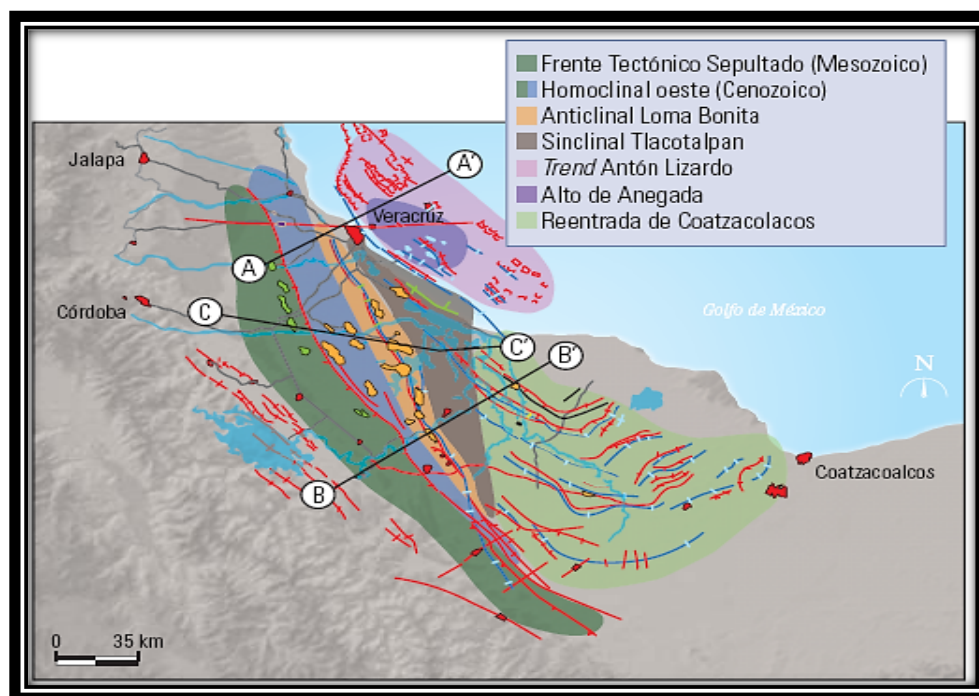 Frente Tectónico Sepultado (Mesozoico)
Homoclinal oeste (Cenozoico)
Anticlinal Loma Bonita
Sinclinal Tlacotalpan
Trend Antón Lizardo
Alto de Anegada
Reentrada de Coatzacolacos
Jalapa
A'
Veracruz
A
C
Córdoba
Golfo de México
C'
B'
N
Coatzacoalcos
B
0 35 km